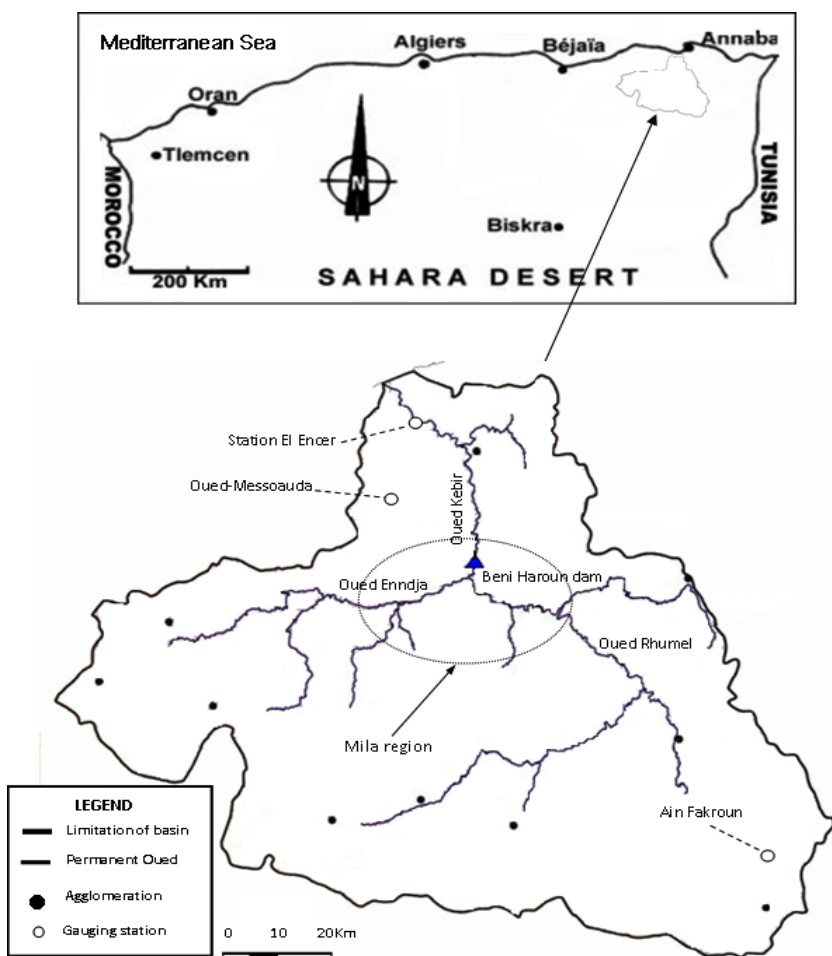 Mediterranean Sea
Algiers
Béjaïa
Annaba
Oran
Tlemcen
MOROCCO
N
TUNISIA
Biskra
200 Km
SAHARA DESERT
Station El Encer
Oued-Messoauda
Oued Kebir
Oued Enndja
Beni Haroun dam
Oued Rhumel
Mila region
Ain Fakroun
LEGEND
Limitation of basin
Permanent Oued
Agglomeration
Gauging station
0 10 20Km